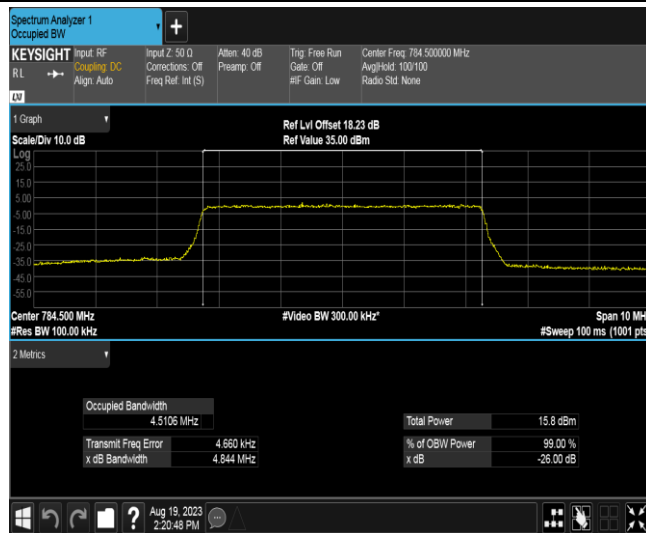 Spectrum Analyzer 1
Occupied BW
+
KEYSIGHT Input: RF Input Z: 50 Ω Atten: 40 dB Trig: Free Run Center Freq: 784.500000 MHz
RL Coupling: DC Corrections: Off Preamp: Off Gate: Off Avg|Hold: 100/100
Align: Auto Freq Ref: Int (S) #IF Gain: Low Radio Std: None
1 Graph
Ref Lvl Offset 18.23 dB
Scale/Div 10.0 dB Ref Value 35.00 dBm
Log
25.0
15.0
5.00
-5.00
-15.0
-25.0
-35.0
-45.0
-55.0
Center 784.500 MHz #Video BW 300.00 kHz* Span 10 MH
#Res BW 100.00 kHz #Sweep 100 ms (1001 pts
2 Metrics
Occupied Bandwidth
4.5106 MHz Total Power 15.8 dBm
Transmit Freq Error 4.660 kHz % of OBW Power 99.00 %
x dB Bandwidth 4.844 MHz x dB -26.00 dB
? Aug 19, 2023
2:20:48 PM